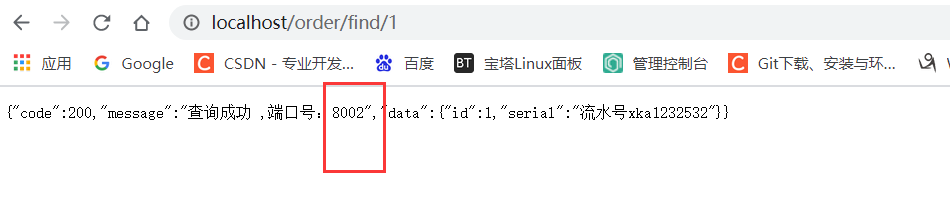 localhost/order/find/1
应用 Google CSDN - 专业开发... 百度 BT 宝塔Linux面板 管理控制台 Git下载、安装与环... Wi
{"code":200,"message":"查询成功 ,端口号：8002","data":{"id":1,"serial":"流水号xka1232532"}}